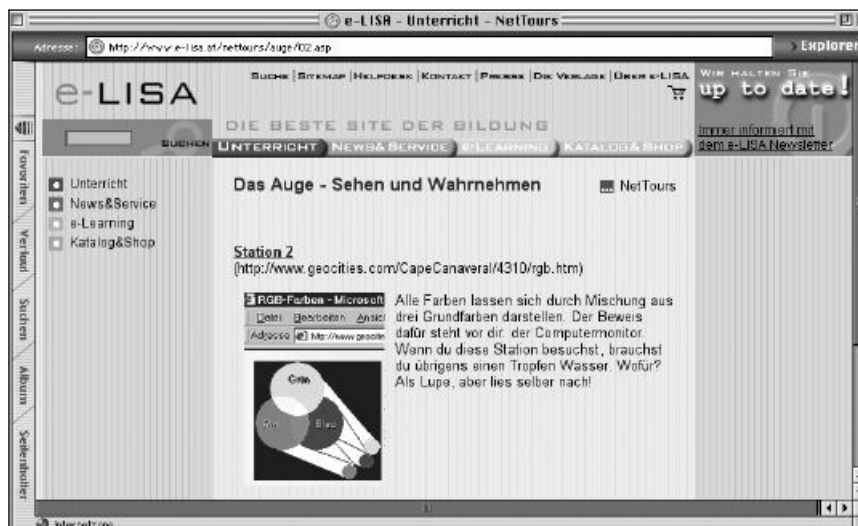 e-LISA - Unterricht - NetTours
Adresse: http://www.e-lisa.at/nettours/auge/02.asp
Explorer
SUCHE | SITEMAP | HELPDESK | KONTAKT | PRESSE | DIE VERLAGE | ÜBER E-LISA
WIR HALTEN SIE
up to date!
e-LISA
DIE BESTE SITE DER BILDUNG
SUCHEN
UNTERRICHT NEWS&SERVICE e-LEARNING KATALOG&SHOP
Immer informiert mit
dem e-LISA Newsletter
Favoriten
Verlauf
Suchen
Album
Seitenhalter
Unterricht
News&Service
e-Learning
Katalog&Shop
Das Auge - Sehen und Wahrnehmen
NetTours
Station 2
(http://www.geocities.com/CapeCanaveral/4310/rgb.htm)
RGB-Farben - Microsoft
Datei Bearbeiten Ansic
Adresse http://www.geocitie
Grün
Rot
Blau
Alle Farben lassen sich durch Mischung aus
drei Grundfarben darstellen. Der Beweis
dafür steht vor dir: der Computermonitor.
Wenn du diese Station besuchst, brauchst
du übrigens einen Tropfen Wasser. Wofür?
Als Lupe, aber lies selber nach!
Internetzone